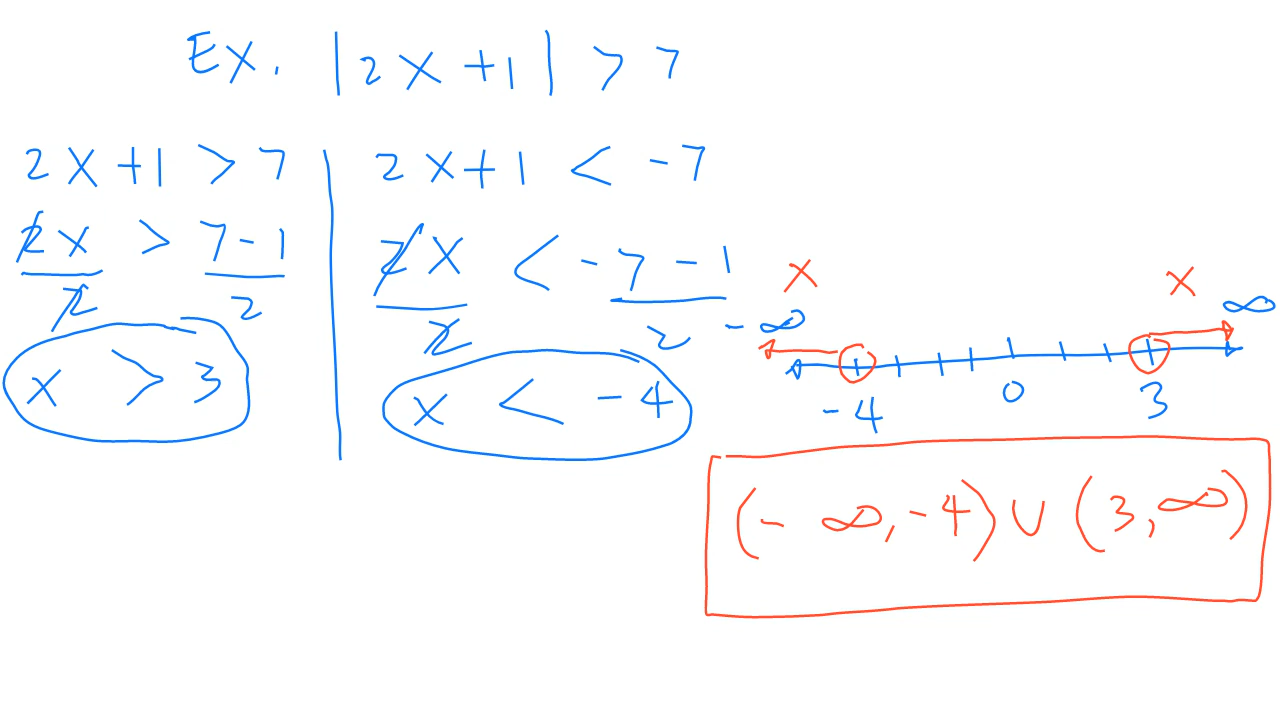 Ex. |2x+1| > 7
2x+1 > 7
2x > 7-1
2 2
x > 3
2x+1 < -7
2x < -7-1
2 2
x < -4
x x
-∞ ∞
-4 0 3
(-∞,-4) ∪ (3,∞)